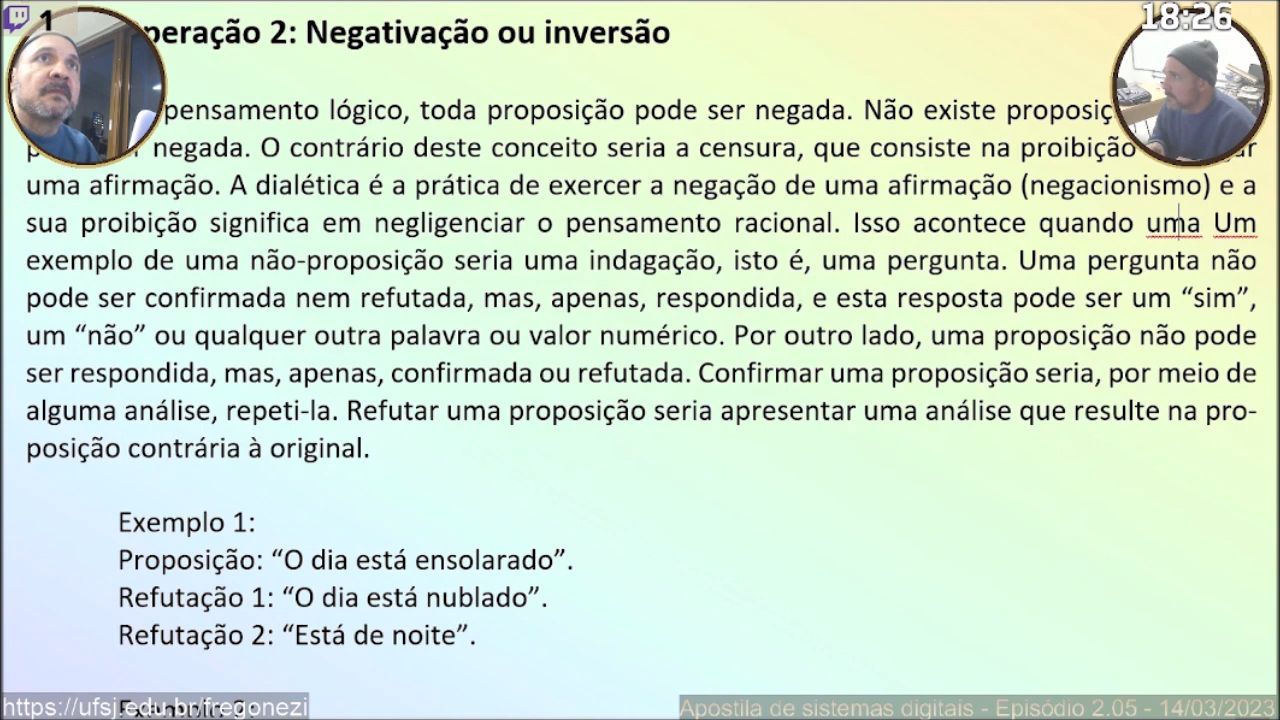 1
18:26
peração 2: Negativação ou inversão
pensamento lógico, toda proposição pode ser negada. Não existe proposiç
negada. O contrário deste conceito seria a censura, que consiste na proibição
uma afirmação. A dialética é a prática de exercer a negação de uma afirmação (negacionismo) e a
sua proibição significa em negligenciar o pensamento racional. Isso acontece quando uma Um
exemplo de uma não-proposição seria uma indagação, isto é, uma pergunta. Uma pergunta não
pode ser confirmada nem refutada, mas, apenas, respondida, e esta resposta pode ser um “sim”,
um “não” ou qualquer outra palavra ou valor numérico. Por outro lado, uma proposição não pode
ser respondida, mas, apenas, confirmada ou refutada. Confirmar uma proposição seria, por meio de
alguma análise, repeti-la. Refutar uma proposição seria apresentar uma análise que resulte na pro-
posição contrária à original.
Exemplo 1:
Proposição: “O dia está ensolarado”.
Refutação 1: “O dia está nublado”.
Refutação 2: “Está de noite”.
https://ufsj.edu.br/fregonezi
Apostila de sistemas digitais - Episódio 2.05 - 14/03/2023